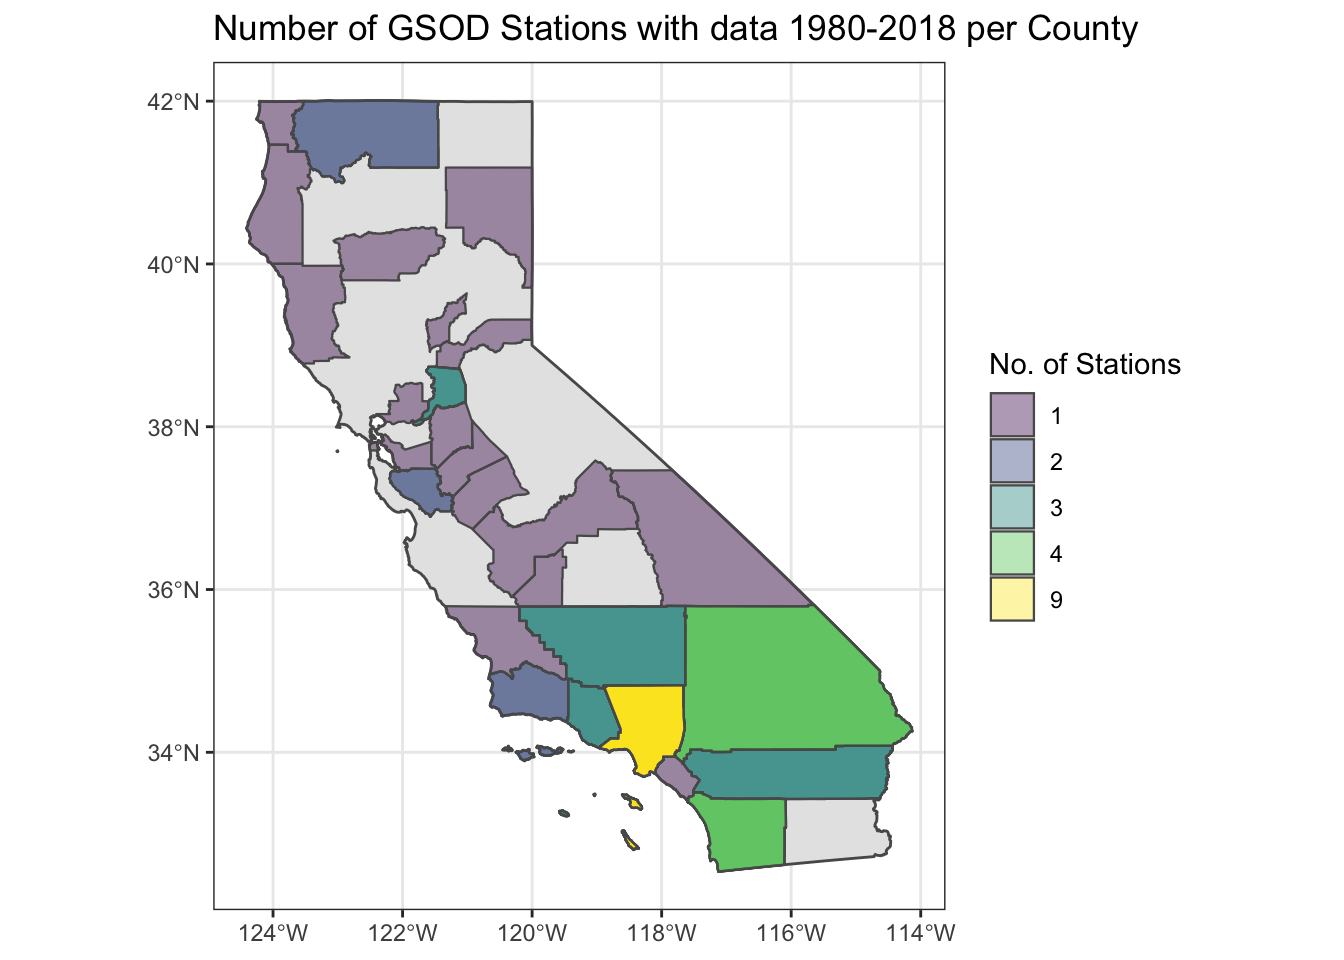 Number of GSOD Stations with data 1980-2018 per County
42°N
40°N
38°N
36°N
34°N
124°W
122°W
120°W
118°W
116°W
114°W
No. of Stations
1
2
3
4
9